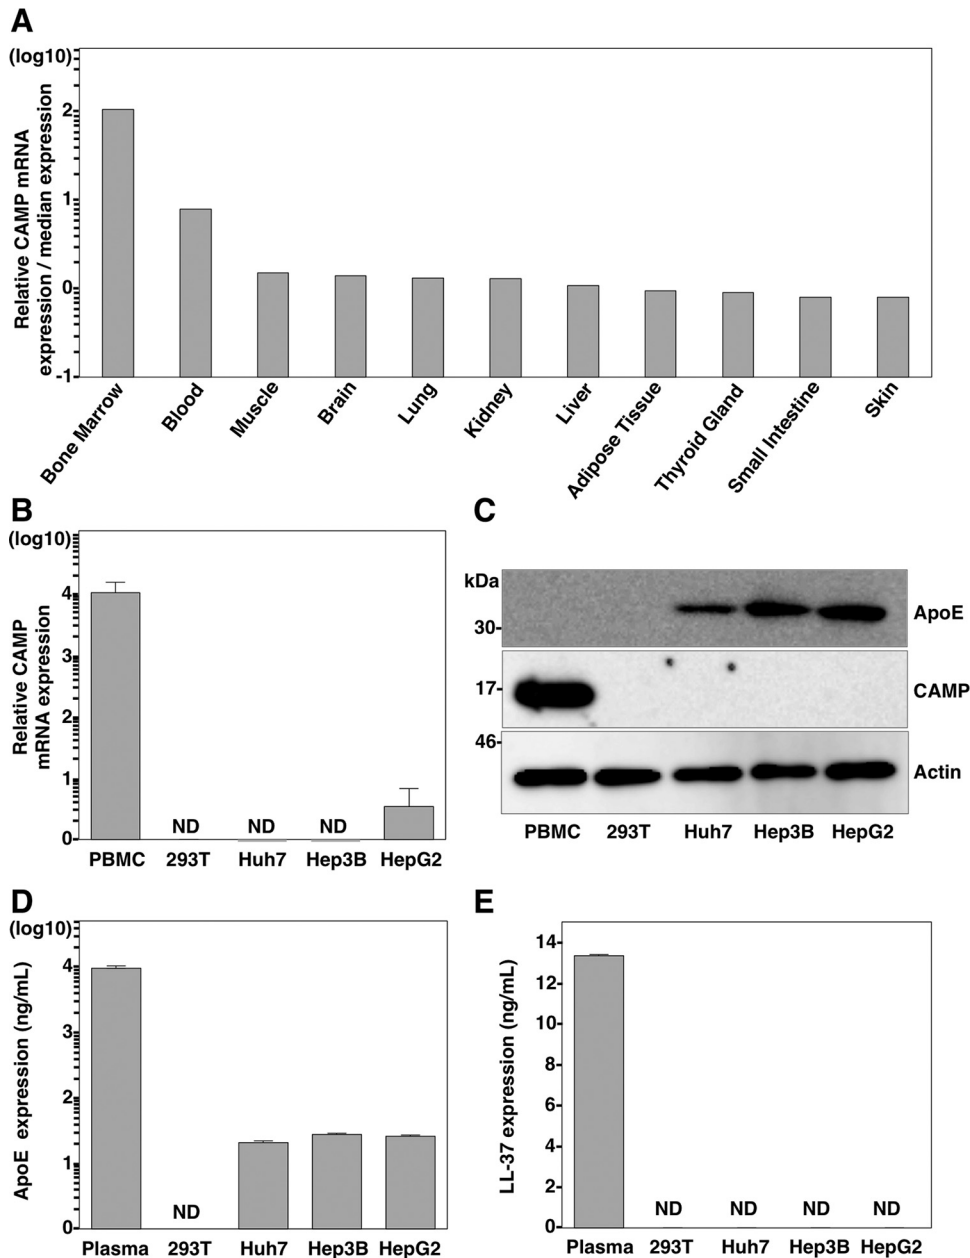 A
(log10)
Relative CAMP mRNA
expression / median expression
2
1
0
-1
Bone Marrow
Blood
Muscle
Brain
Lung
Kidney
Liver
Adipose Tissue
Thyroid Gland
Small Intestine
Skin
B
(log10)
Relative CAMP
mRNA expression
4
3
2
1
0
ND ND ND
PBMC 293T Huh7 Hep3B HepG2
C
kDa
30-
17-
46-
ApoE
CAMP
Actin
PBMC 293T Huh7 Hep3B HepG2
D
(log10)
ApoE expression (ng/mL)
4
3
2
1
0
ND
Plasma 293T Huh7 Hep3B HepG2
E
LL-37 expression (ng/mL)
14
12
10
8
6
4
2
0
ND ND ND ND
Plasma 293T Huh7 Hep3B HepG2